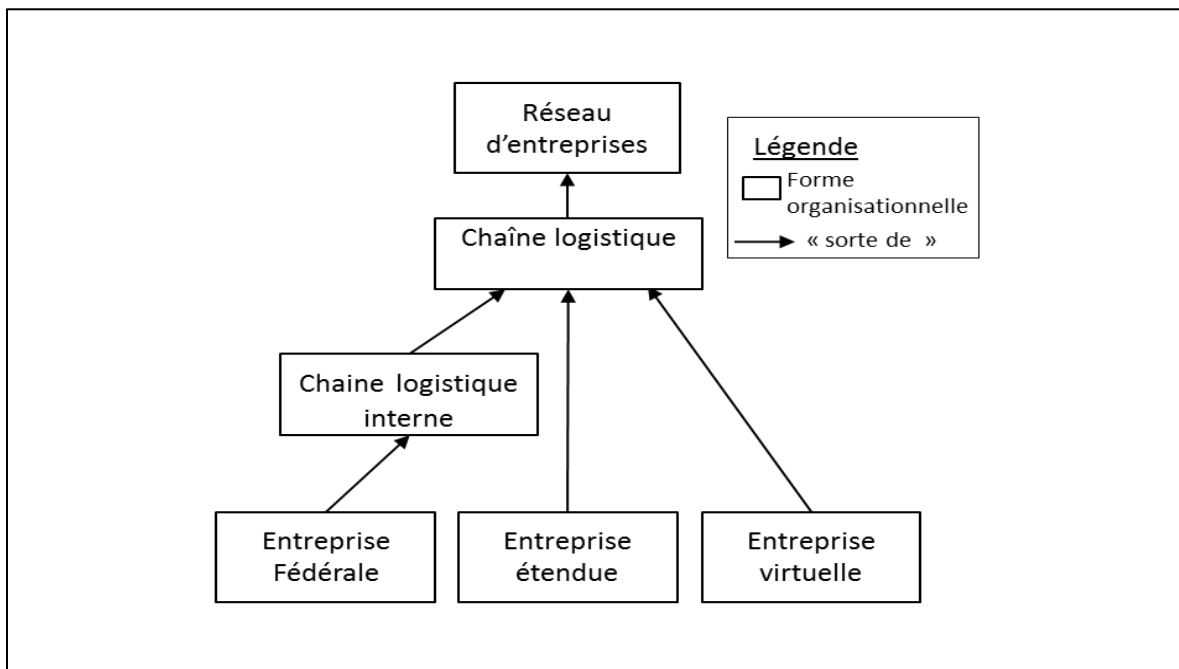 Réseau
d’entreprises
Légende
Forme
organisationnelle
« sorte de »
Chaîne logistique
Chaine logistique
interne
Entreprise
Fédérale
Entreprise
étendue
Entreprise
virtuelle